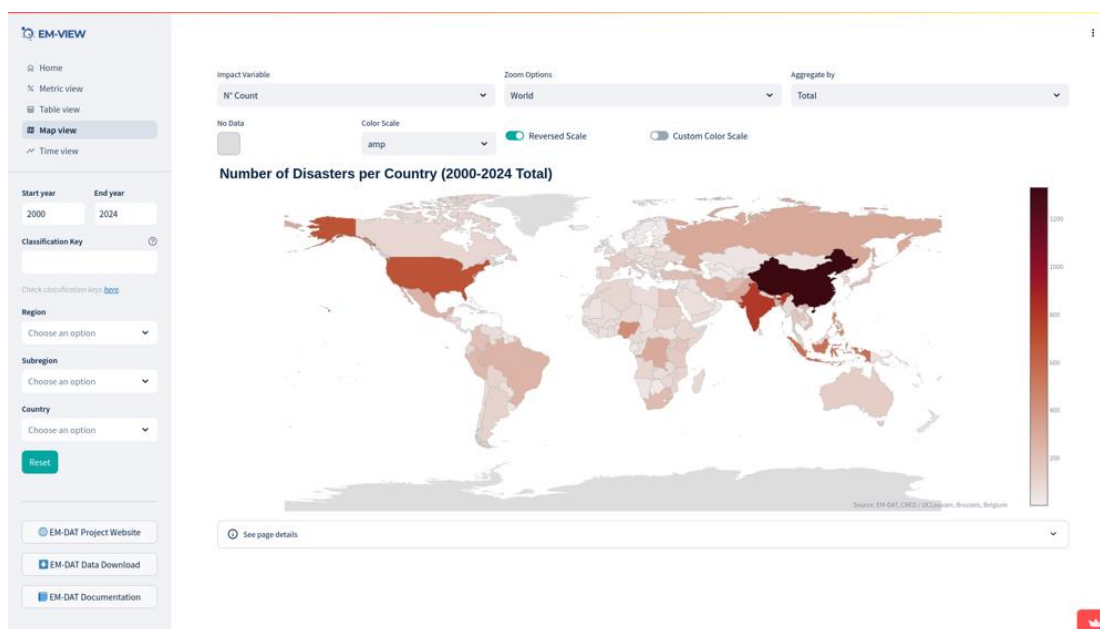 EM-VIEW
Home
Metric view
Table view
Map view
Time view
Start year End year
2000 2024
Classification Key
Check classification keys here.
Region
Choose an option
Subregion
Choose an option
Country
Choose an option
Reset
EM-DAT Project Website
EM-DAT Data Download
EM-DAT Documentation
Impact Variable Zoom Options Aggregate by
N° Count World Total
No Data Color Scale
amp Reversed Scale Custom Color Scale
Number of Disasters per Country (2000-2024 Total)
1200
1000
800
600
400
200
Source: EM-DAT, CRED / UCLouvain, Brussels, Belgium
See page details